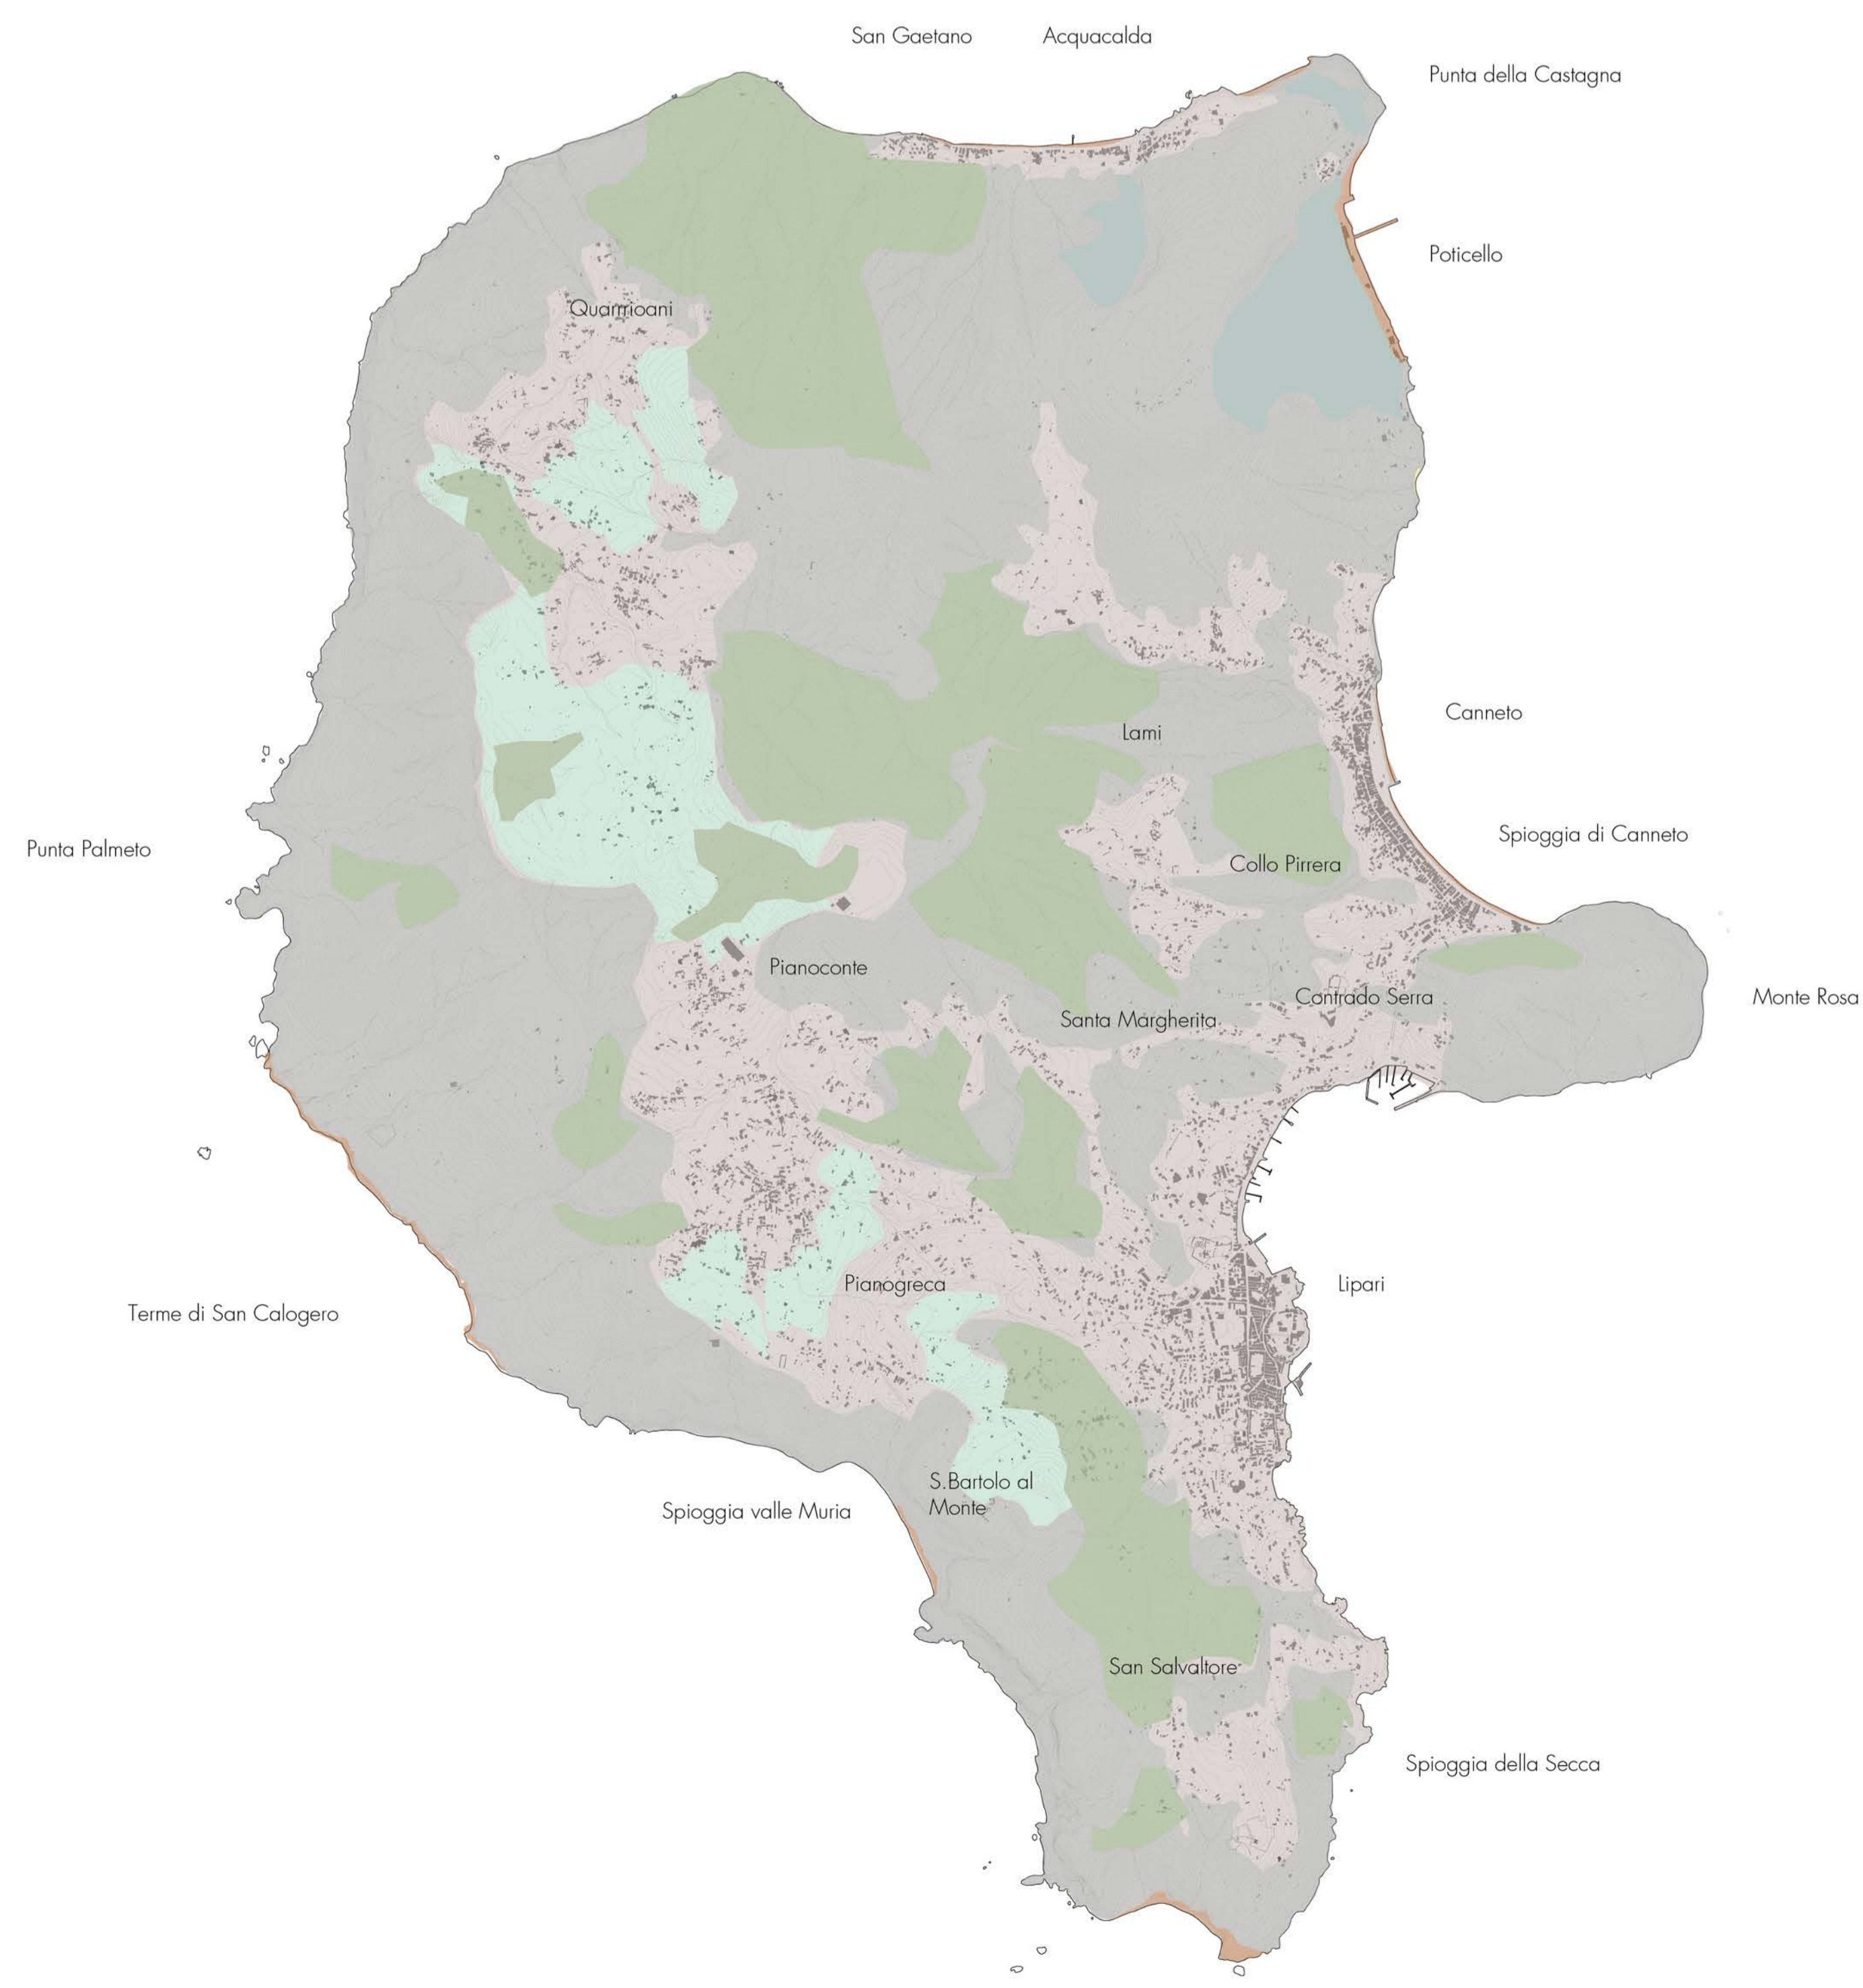 San Gaetano
Acquacalda
Punta della Castagna
Poticello
Quarrrioani
Canneto
Lami
Spioggia di Canneto
Punta Palmeto
Collo Pirrera
Pianoconte
Contrado Serra
Monte Rosa
Santa Margherita
Pianogreca
Lipari
Terme di San Calogero
S.Bartolo al
Monte
Spioggia valle Muria
San Salvaltore
Spioggia della Secca